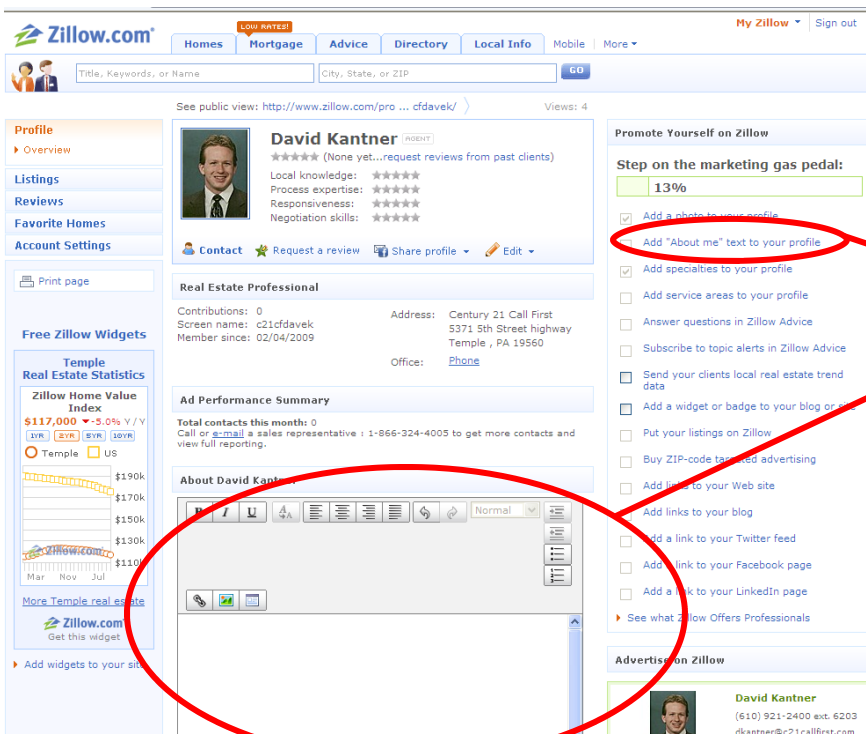 Zillow.com®
LOW RATES!
My Zillow
Sign out
Homes
Mortgage
Advice
Directory
Local Info
Mobile
More
Title, Keywords, or Name
City, State, or ZIP
GO
See public view: http://www.zillow.com/pro ... cfdavek/
Views: 4
Profile
Overview
Listings
Reviews
Favorite Homes
Account Settings
Print page
Free Zillow Widgets
Temple
Real Estate Statistics
Zillow Home Value
Index
$117,000 -5.0% Y / Y
1YR 2YR 5YR 10YR
Temple US
$190k
$170k
$150k
$130k
$110k
Zillow.com
Mar Nov Jul
More Temple real estate
Zillow.com
Get this widget
Add widgets to your site
David Kantner AGENT
(None yet...request reviews from past clients)
Local knowledge:
Process expertise:
Responsiveness:
Negotiation skills:
Contact Request a review Share profile Edit
Real Estate Professional
Contributions: 0
Screen name: c21cfdavek
Member since: 02/04/2009
Address: Century 21 Call First
5371 5th Street highway
Temple , PA 19560
Office: Phone
Ad Performance Summary
Total contacts this month: 0
Call or e-mail a sales representative : 1-866-324-4005 to get more contacts and
view full reporting.
About David Kantner
B I U
Normal
Promote Yourself on Zillow
Step on the marketing gas pedal:
13%
Add a photo to your profile
Add "About me" text to your profile
Add specialties to your profile
Add service areas to your profile
Answer questions in Zillow Advice
Subscribe to topic alerts in Zillow Advice
Send your clients local real estate trend
data
Add a widget or badge to your blog or site
Put your listings on Zillow
Buy ZIP-code targeted advertising
Add links to your Web site
Add links to your blog
Add a link to your Twitter feed
Add a link to your Facebook page
Add a link to your LinkedIn page
See what Zillow Offers Professionals
Advertise on Zillow
David Kantner
(610) 921-2400 ext. 6203
dkantner@c21callfirst.com